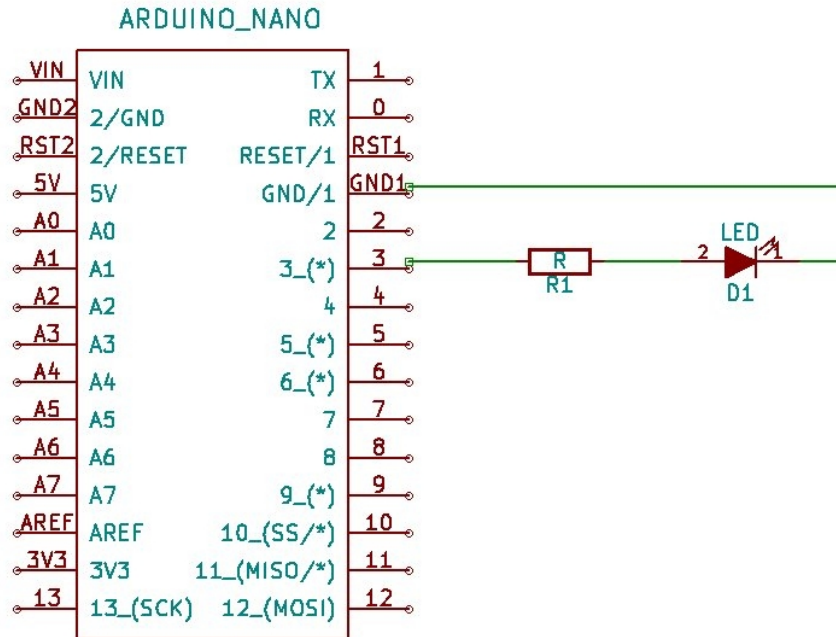 ARDUINO_NANO
VIN VIN TX 1
GND2 2/GND RX 0
RST2 2/RESET RESET/1 RST1
5V 5V GND/1 GND1
A0 A0 2 2
A1 A1 3_(*) 3
A2 A2 4 4
A3 A3 5_(*) 5
A4 A4 6_(*) 6
A5 A5 7 7
A6 A6 8 8
A7 A7 9_(*) 9
AREF AREF 10_(SS/*) 10
3V3 3V3 11_(MISO/*) 11
13 13_(SCK) 12_(MOSI) 12
R
R1
LED
2 1
D1